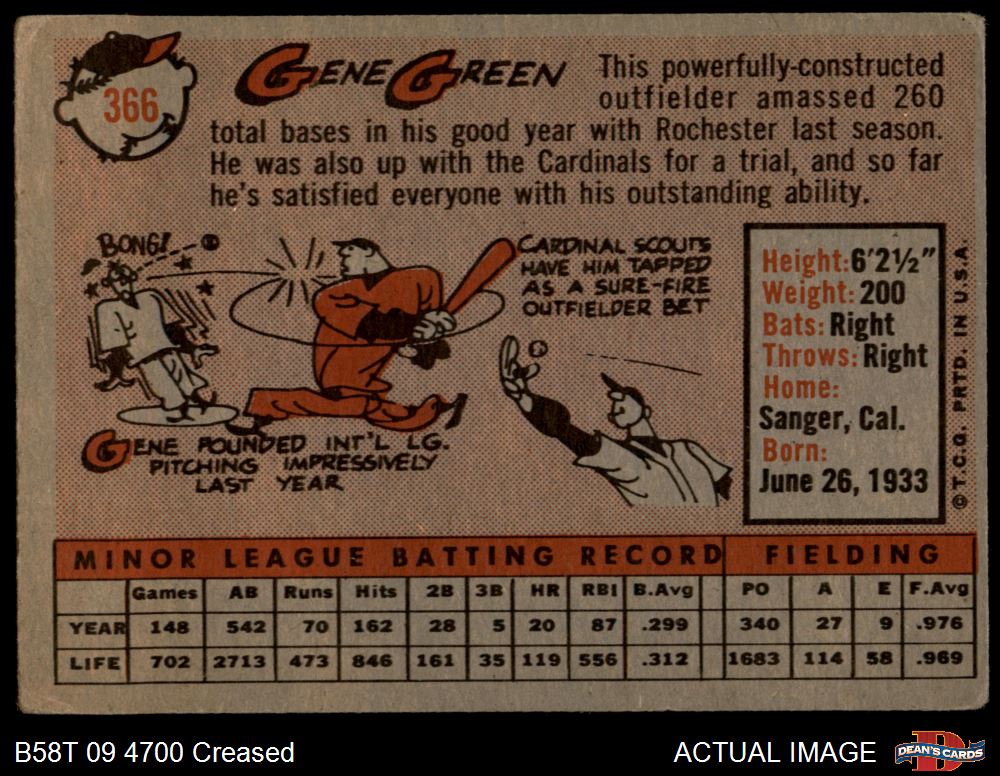 366
GENE GREEN
This powerfully-constructed
outfielder amassed 260
total bases in his good year with Rochester last season.
He was also up with the Cardinals for a trial, and so far
he's satisfied everyone with his outstanding ability.
BONG!
CARDINAL SCOUTS
HAVE HIM TAPPED
AS A SURE-FIRE
OUTFIELDER BET
GENE POUNDED INT'L LG.
PITCHING IMPRESSIVELY
LAST YEAR
Height: 6'2½"
Weight: 200
Bats: Right
Throws: Right
Home:
Sanger, Cal.
Born:
June 26, 1933
© T.C.G. PRTD. IN U.S.A.
MINOR LEAGUE BATTING RECORD FIELDING
Games AB Runs Hits 2B 3B HR RBI B.Avg PO A E F.Avg
YEAR 148 542 70 162 28 5 20 87 .299 340 27 9 .976
LIFE 702 2713 473 846 161 35 119 556 .312 1683 114 58 .969
B58T 09 4700 Creased
ACTUAL IMAGE
DEAN'S CARDS